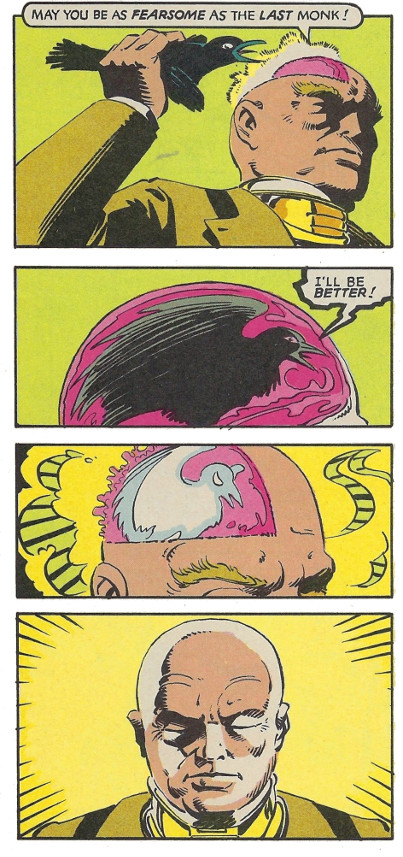 MAY YOU BE AS FEARSOME AS THE LAST MONK!
I'LL BE
BETTER!